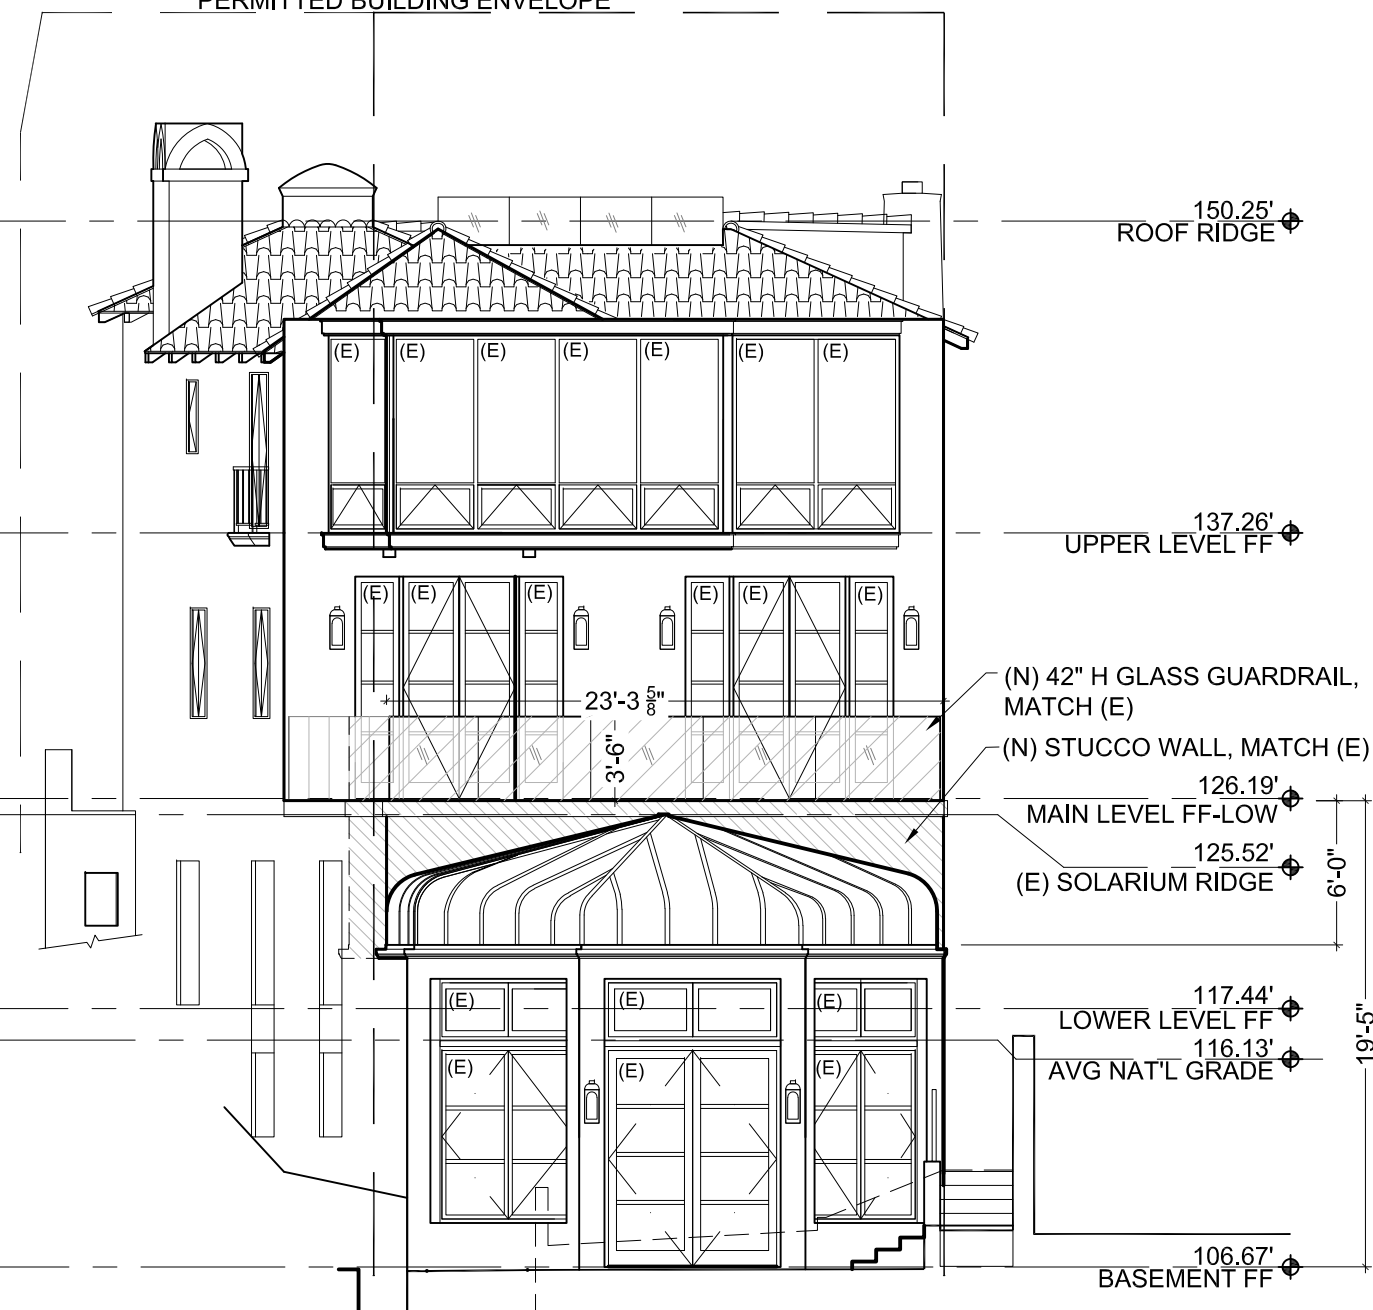 PERMITTED BUILDING ENVELOPE
150.25'
ROOF RIDGE
(E) (E) (E) (E) (E) (E) (E)
137.26'
UPPER LEVEL FF
(E) (E) (E) (E) (E) (E)
(N) 42" H GLASS GUARDRAIL,
MATCH (E)
23'-3 5/8"
3'-6"
(N) STUCCO WALL, MATCH (E)
126.19'
MAIN LEVEL FF-LOW
125.52'
(E) SOLARIUM RIDGE
6'-0"
(E) (E) (E)
117.44'
LOWER LEVEL FF
19'-5"
116.13'
AVG NAT'L GRADE
(E) (E) (E)
106.67'
BASEMENT FF